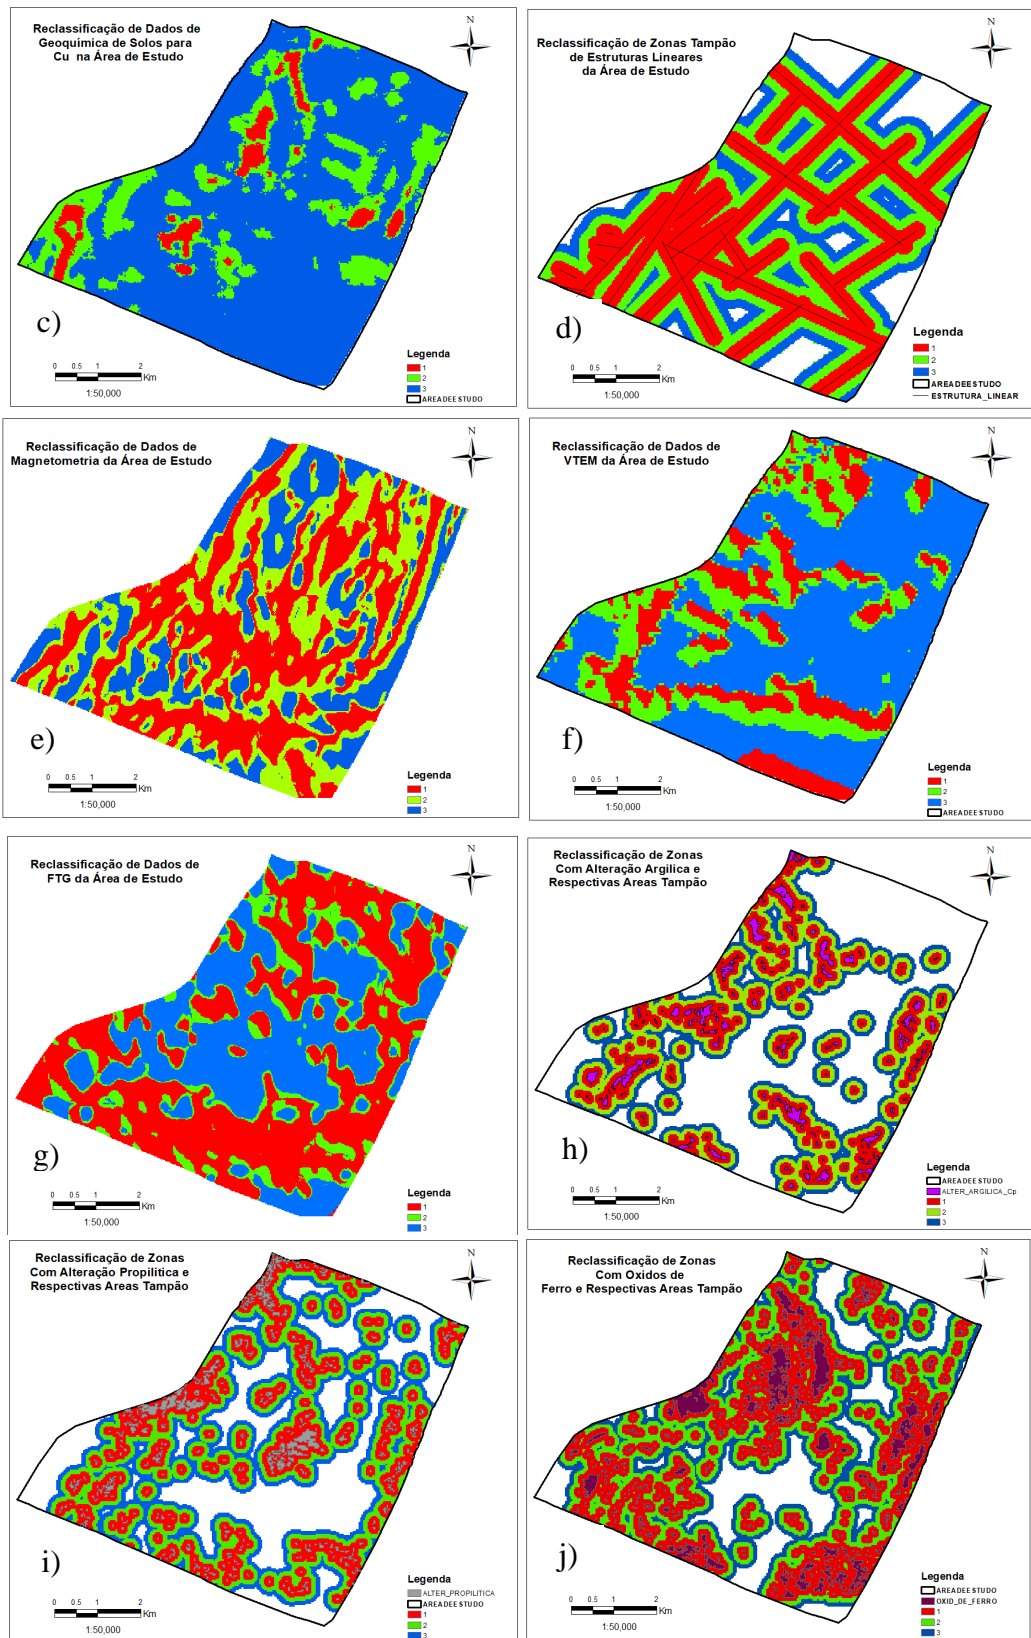 Reclassificação de Dados de
Geoquímica de Solos para
Cu na Área de Estudo
N
c)
0 0.5 1 2
Km
1:50,000
Legenda
1
2
3
AREADEESTUDO
Reclassificação de Zonas Tampão
de Estruturas Lineares
da Área de Estudo
N
d)
0 0.5 1 2
Km
1:50,000
Legenda
1
2
3
AREADEESTUDO
ESTRUTURA_LINEAR
Reclassificação de Dados de
Magnetometria da Área de Estudo
N
e)
0 0.5 1 2
Km
1:50,000
Legenda
1
2
3
Reclassificação de Dados de
VTEM da Área de Estudo
N
f)
0 0.5 1 2
Km
1:50,000
Legenda
1
2
3
AREADEESTUDO
Reclassificação de Dados de
FTG da Área de Estudo
N
g)
0 0.5 1 2
Km
1:50,000
Legenda
1
2
3
Reclassificação de Zonas
Com Alteração Argilica e
Respectivas Areas Tampão
N
h)
0 0.5 1 2
Km
1:50,000
Legenda
AREADEESTUDO
ALTER_ARGILICA_Cp
1
2
3
Reclassificação de Zonas
Com Alteração Propilitica e
Respectivas Areas Tampão
N
i)
0 0.5 1 2
Km
1:50,000
Legenda
ALTER_PROPILITICA
AREADEESTUDO
1
2
3
Reclassificação de Zonas
Com Oxidos de
Ferro e Respectivas Areas Tampão
N
j)
0 0.5 1 2
Km
1:50,000
Legenda
AREADEESTUDO
OXID_DE_FERRO
1
2
3